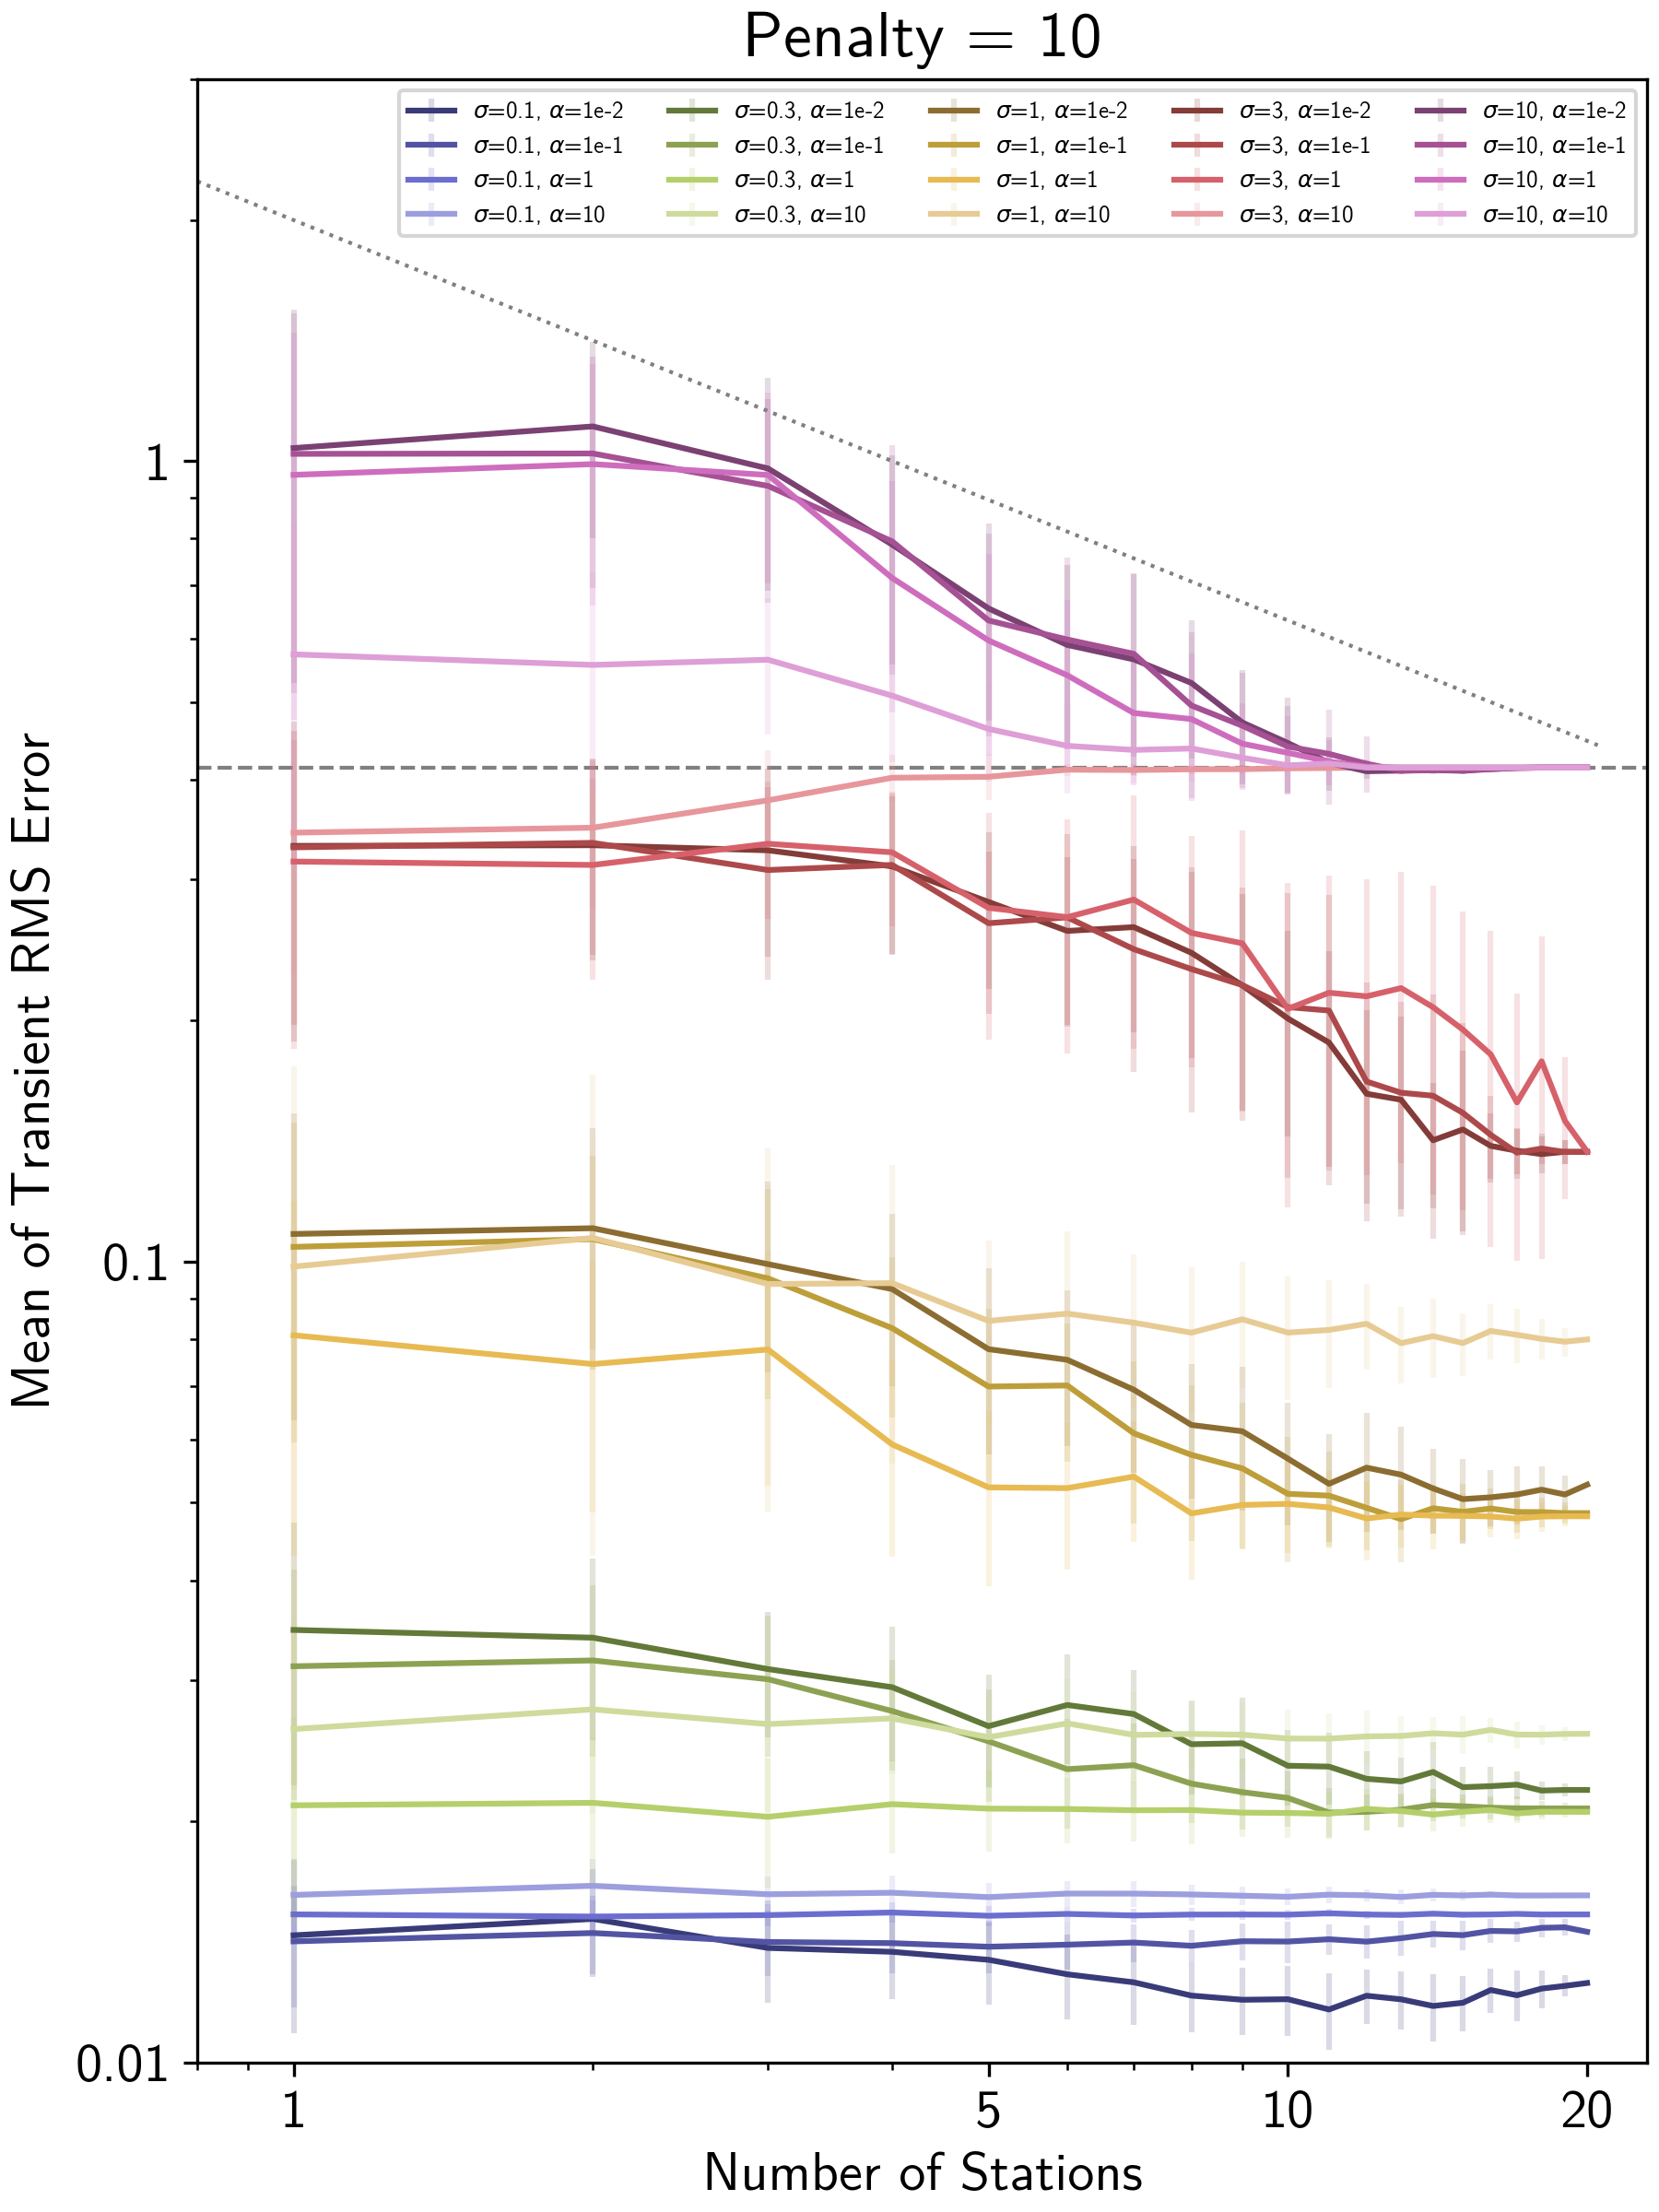 Penalty = 10
σ=0.1, α=1e-2 σ=0.3, α=1e-2 σ=1, α=1e-2 σ=3, α=1e-2 σ=10, α=1e-2
σ=0.1, α=1e-1 σ=0.3, α=1e-1 σ=1, α=1e-1 σ=3, α=1e-1 σ=10, α=1e-1
σ=0.1, α=1 σ=0.3, α=1 σ=1, α=1 σ=3, α=1 σ=10, α=1
σ=0.1, α=10 σ=0.3, α=10 σ=1, α=10 σ=3, α=10 σ=10, α=10
Mean of Transient RMS Error
1
0.1
0.01
1 5 10 20
Number of Stations